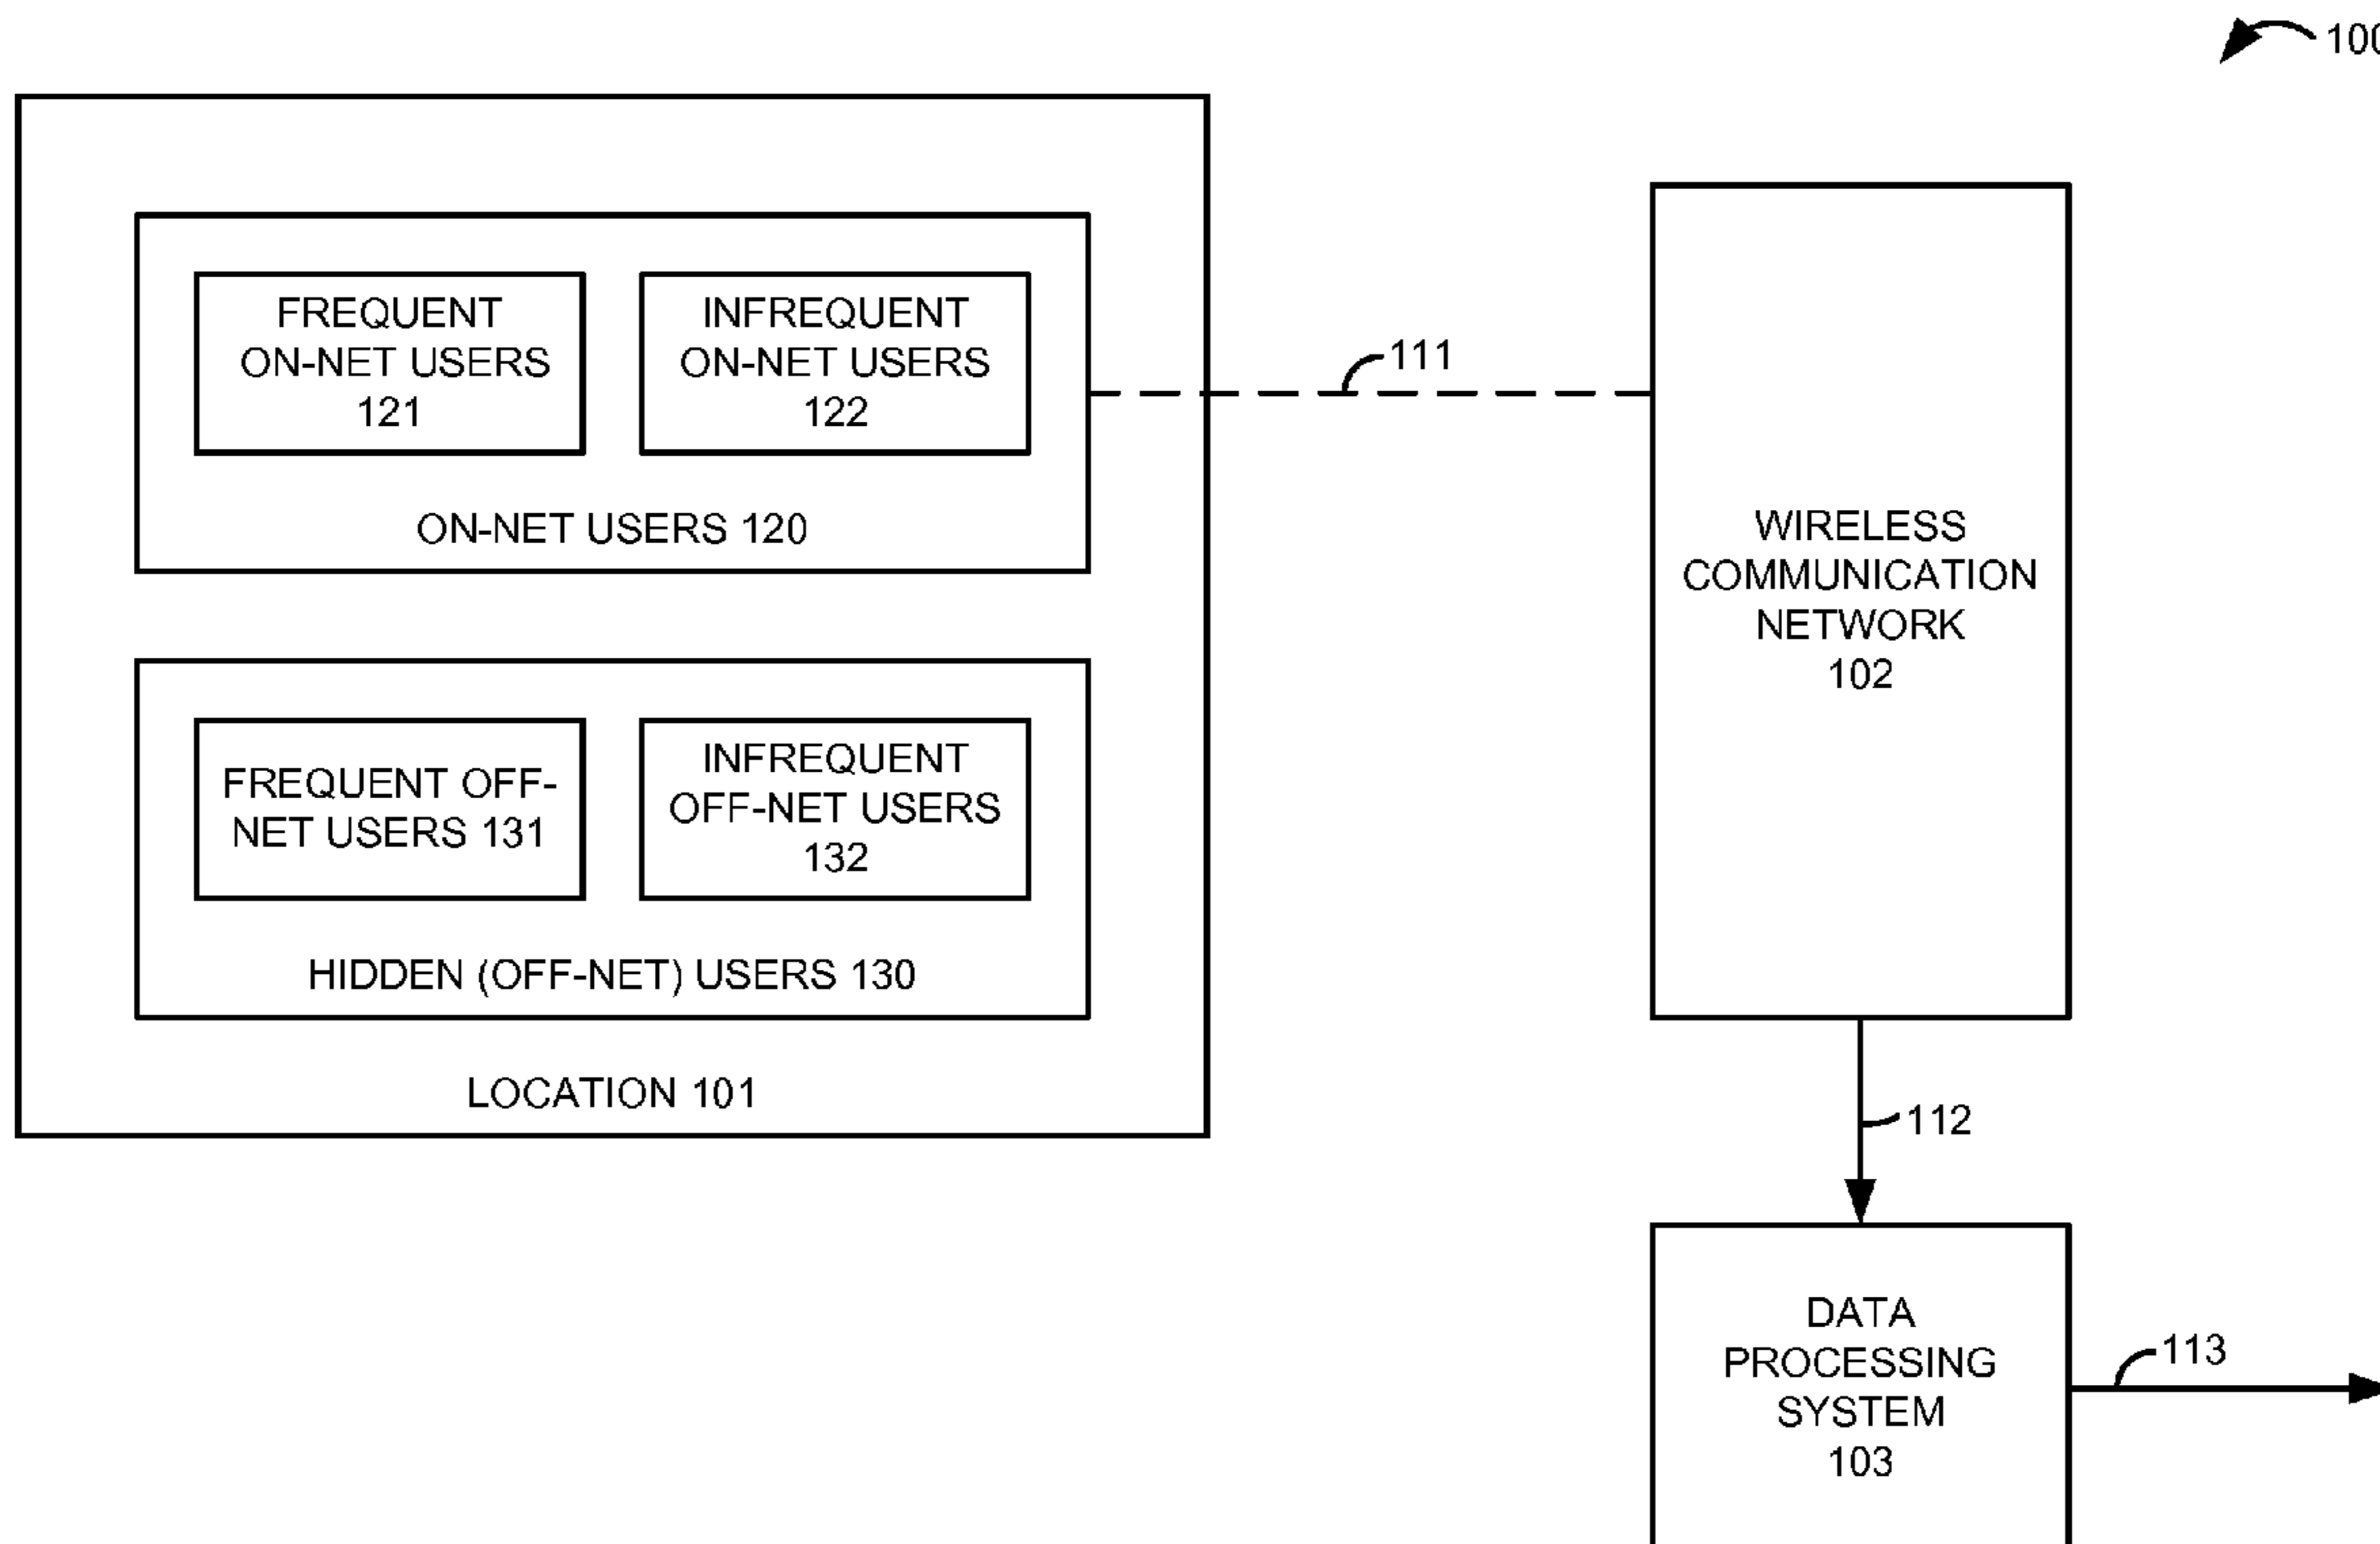 100
FREQUENT
ON-NET USERS
121
INFREQUENT
ON-NET USERS
122
ON-NET USERS 120
111
FREQUENT OFF-
NET USERS 131
INFREQUENT
OFF-NET USERS
132
HIDDEN (OFF-NET) USERS 130
LOCATION 101
WIRELESS
COMMUNICATION
NETWORK
102
112
DATA
PROCESSING
SYSTEM
103
113